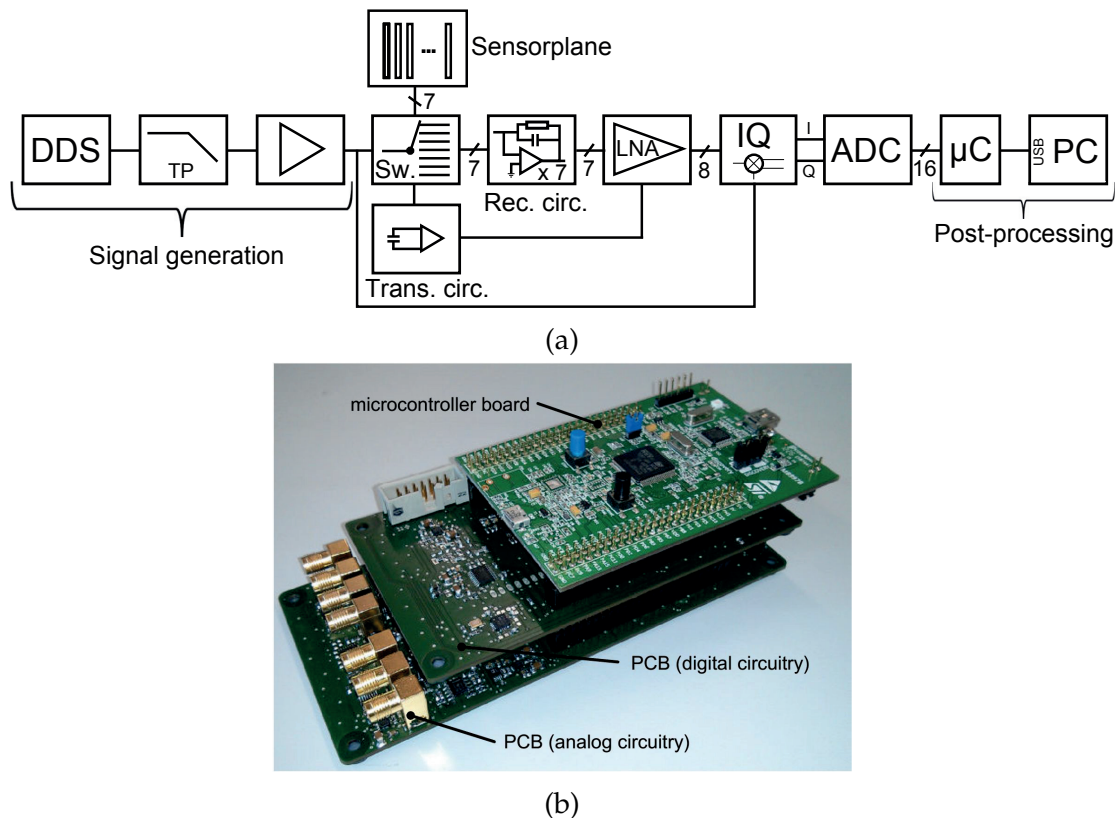 Sensorplane
7
DDS
TP
Sw.
7
x 7
7
LNA
8
IQ
I
Q
ADC
16
µC
USB
PC
Rec. circ.
Signal generation
Trans. circ.
Post-processing
(a)
microcontroller board
PCB (digital circuitry)
PCB (analog circuitry)
(b)